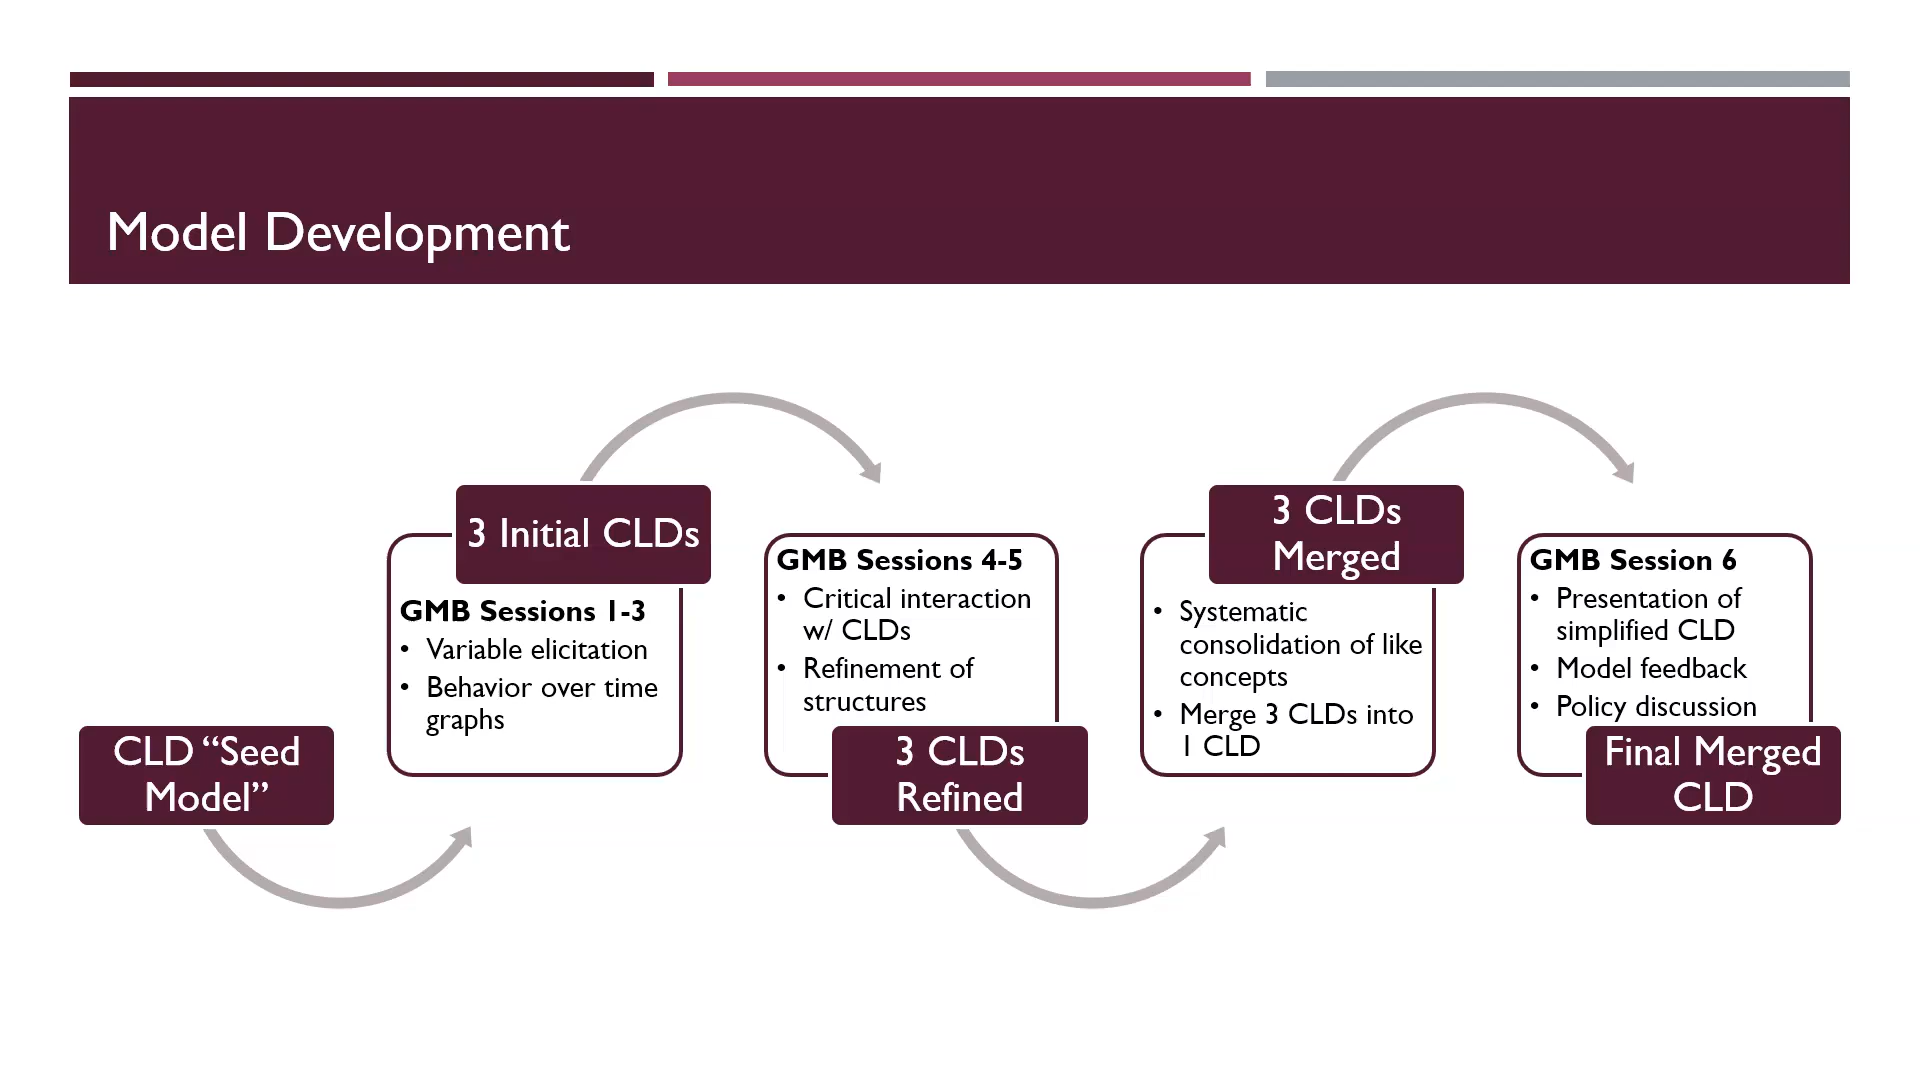 Model Development
CLD “Seed
Model”
3 Initial CLDs
GMB Sessions 1-3
• Variable elicitation
• Behavior over time
graphs
GMB Sessions 4-5
• Critical interaction
w/ CLDs
• Refinement of
structures
3 CLDs
Refined
3 CLDs
Merged
• Systematic
consolidation of like
concepts
• Merge 3 CLDs into
1 CLD
GMB Session 6
• Presentation of
simplified CLD
• Model feedback
• Policy discussion
Final Merged
CLD